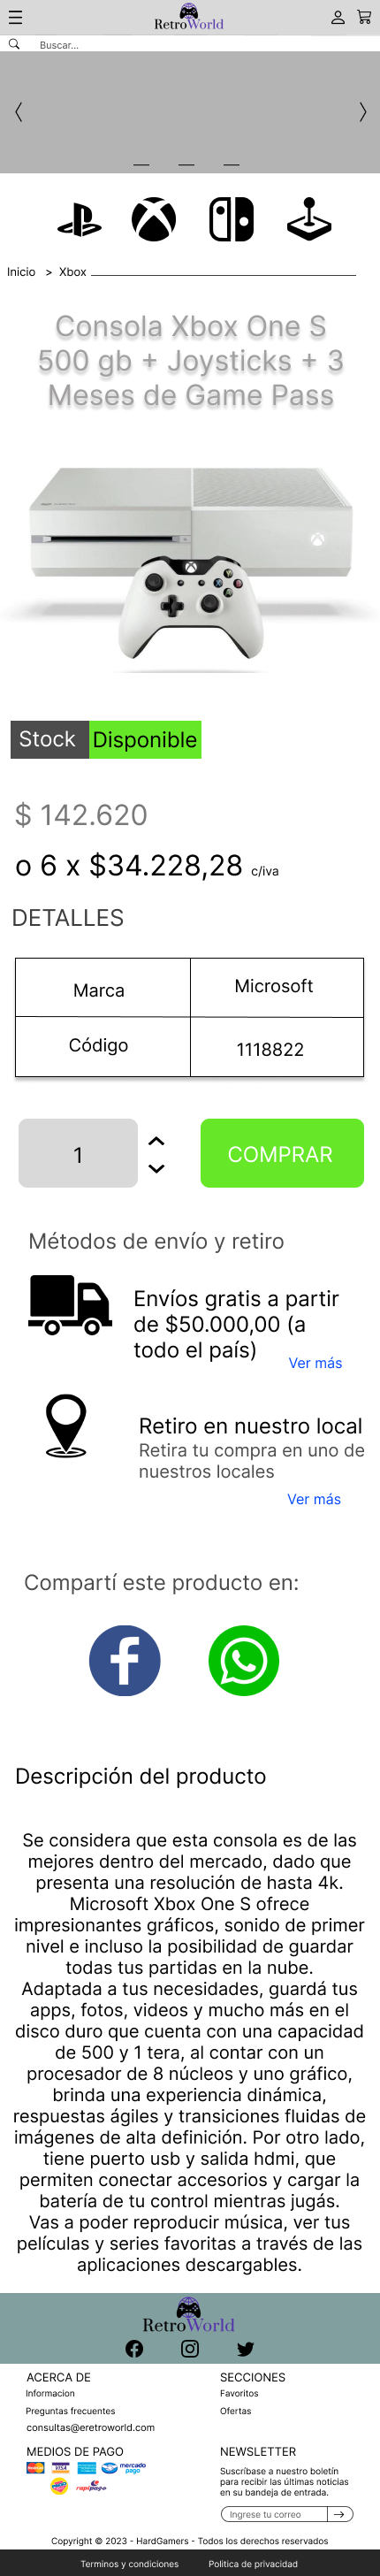 RetroWorld
Buscar...
Inicio > Xbox
Consola Xbox One S
500 gb + Joysticks + 3
Meses de Game Pass
Stock Disponible
$ 142.620
o 6 x $34.228,28 c/iva
DETALLES
Marca Microsoft
Código 1118822
1 COMPRAR
Métodos de envío y retiro
Envíos gratis a partir
de $50.000,00 (a
todo el país)
Ver más
Retiro en nuestro local
Retira tu compra en uno de
nuestros locales
Ver más
Compartí este producto en:
Descripción del producto
Se considera que esta consola es de las
mejores dentro del mercado, dado que
presenta una resolución de hasta 4k.
Microsoft Xbox One S ofrece
impresionantes gráficos, sonido de primer
nivel e incluso la posibilidad de guardar
todas tus partidas en la nube.
Adaptada a tus necesidades, guardá tus
apps, fotos, videos y mucho más en el
disco duro que cuenta con una capacidad
de 500 y 1 tera, al contar con un
procesador de 8 núcleos y uno gráfico,
brinda una experiencia dinámica,
respuestas ágiles y transiciones fluidas de
imágenes de alta definición. Por otro lado,
tiene puerto usb y salida hdmi, que
permiten conectar accesorios y cargar la
batería de tu control mientras jugás.
Vas a poder reproducir música, ver tus
películas y series favoritas a través de las
aplicaciones descargables.
RetroWorld
ACERCA DE
Informacion
Preguntas frecuentes
consultas@eretroworld.com
MEDIOS DE PAGO
VISA
mercado
pago
rapipago
SECCIONES
Favoritos
Ofertas
NEWSLETTER
Suscríbase a nuestro boletín
para recibir las últimas noticias
en su bandeja de entrada.
Ingrese tu correo
Copyright © 2023 - HardGamers - Todos los derechos reservados
Terminos y condiciones Politica de privacidad